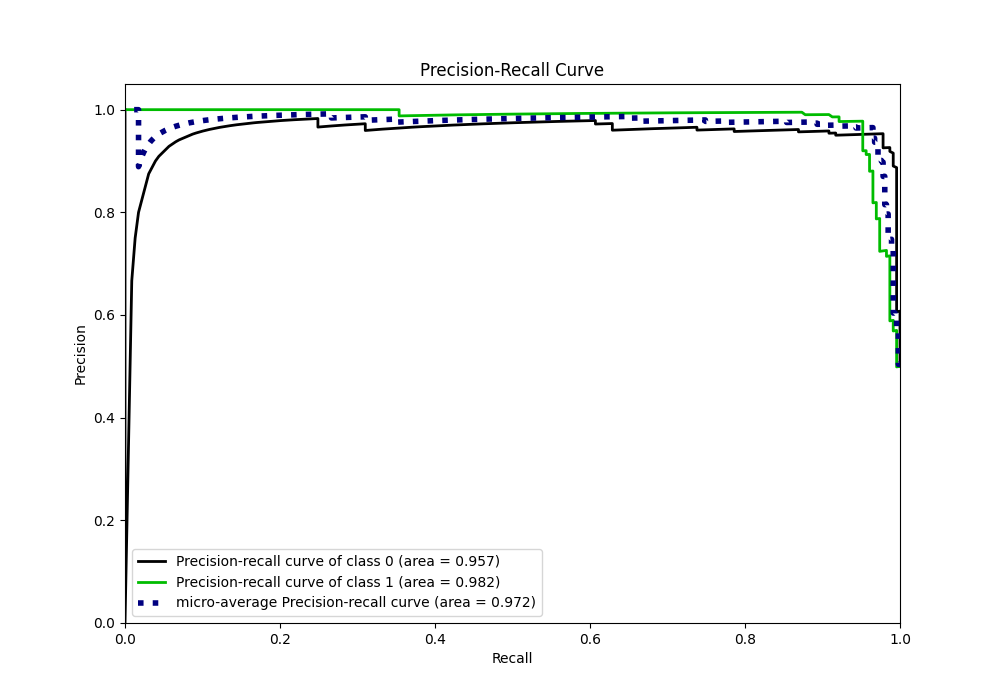 Precision-Recall Curve
1.0
0.8
0.6
0.4
0.2
0.0
Precision
Precision-recall curve of class 0 (area = 0.957)
Precision-recall curve of class 1 (area = 0.982)
micro-average Precision-recall curve (area = 0.972)
0.0 0.2 0.4 0.6 0.8 1.0
Recall